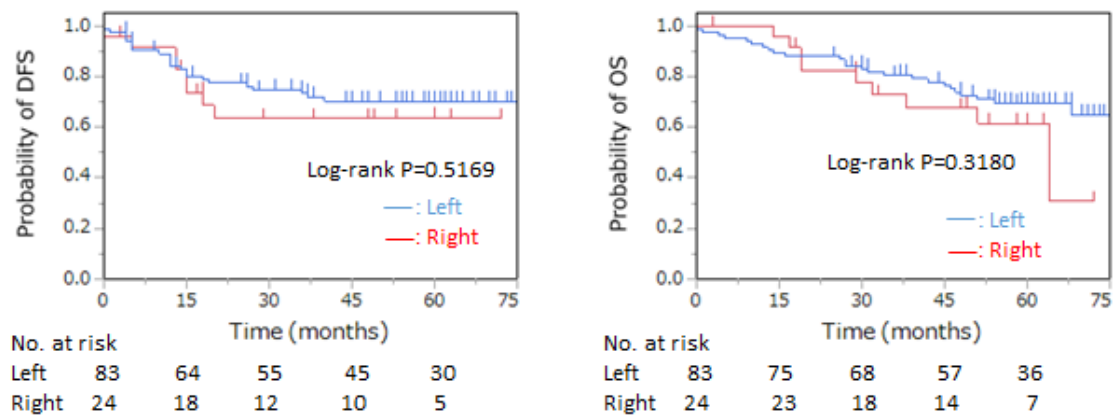 Probability of DFS
1.0
0.8
0.6
0.4
0.2
0.0
Log-rank P=0.5169
—: Left
—: Right
0 15 30 45 60 75
Time (months)
No. at risk
Left 83 64 55 45 30
Right 24 18 12 10 5
Probability of OS
1.0
0.8
0.6
0.4
0.2
0.0
Log-rank P=0.3180
—: Left
—: Right
0 15 30 45 60 75
Time (months)
No. at risk
Left 83 75 68 57 36
Right 24 23 18 14 7